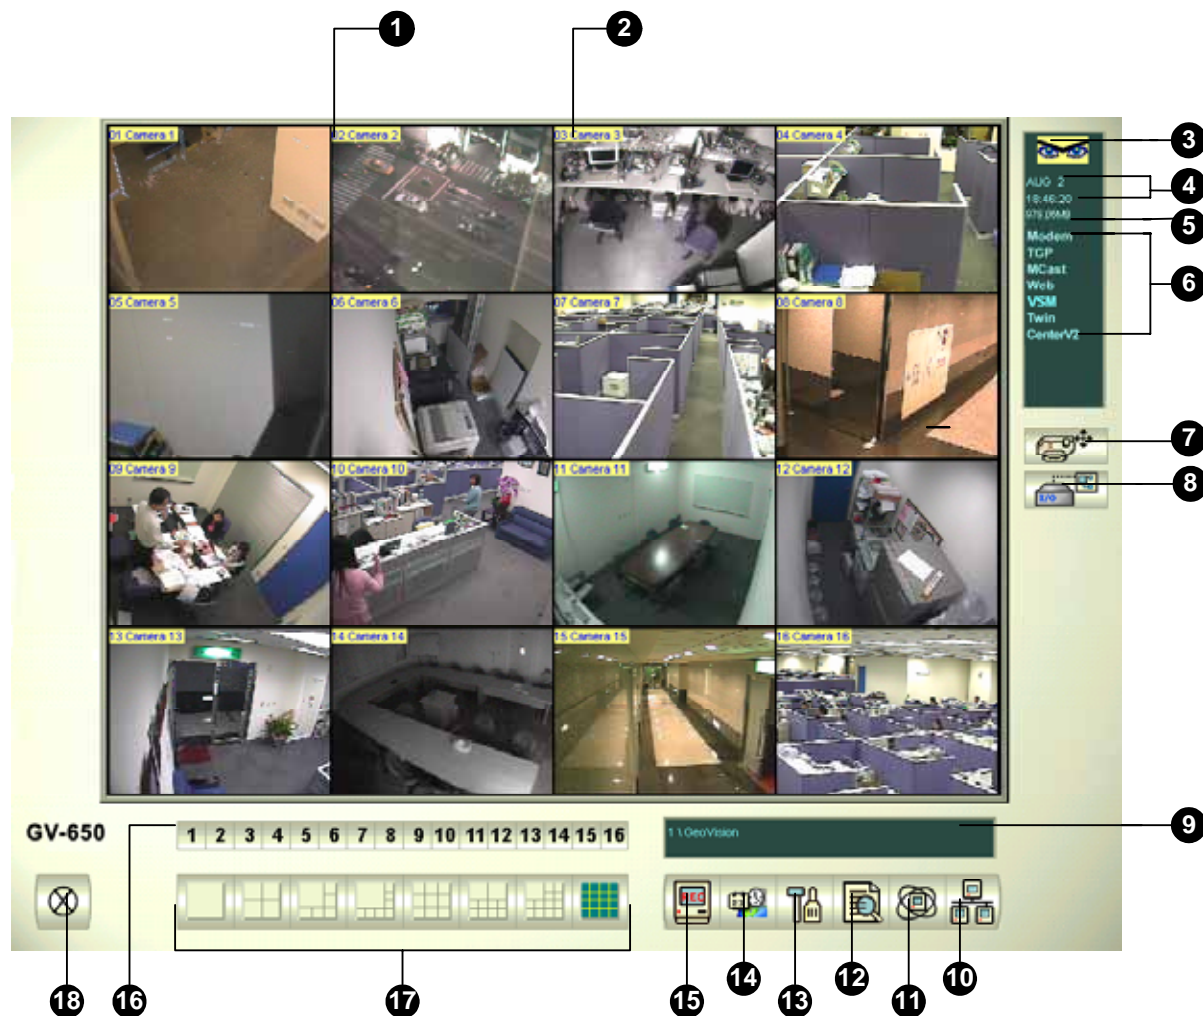 1 2
01 Camera 1 02 Camera 2 03 Camera 3 04 Camera 4
3
AUG 2
4
18:46:20
5
Modem
TCP
MCast
6
Web
VSM
Twin
CenterV2
05 Camera 5 06 Camera 6 07 Camera 7 08 Camera 8
7
09 Camera 9 10 Camera 10 11 Camera 11 12 Camera 12
8
I/O
13 Camera 13 14 Camera 14 15 Camera 15 16 Camera 16
GV-650
1 2 3 4 5 6 7 8 9 10 11 12 13 14 15 16
1 \GeoVision
9
REC
18 16 17 15 14 13 12 11 10